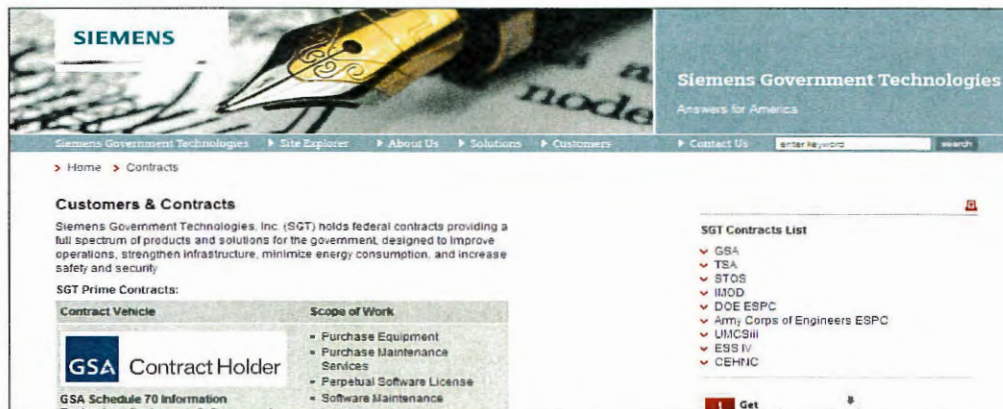 SIEMENS
node
Siemens Government Technologies
Answers for America
Siemens Government Technologies Site Explorer About Us Solutions Customers Contact Us enter keyword search
Home Contracts
Customers & Contracts
Siemens Government Technologies, Inc. (SGT) holds federal contracts providing a
full spectrum of products and solutions for the government, designed to improve
operations, strengthen infrastructure, minimize energy consumption, and increase
safety and security
SGT Prime Contracts:
Contract Vehicle Scope of Work
GSA Contract Holder
GSA Schedule 70 Information
Purchase Equipment
Purchase Maintenance
Services
Perpetual Software License
Software Maintenance
SGT Contracts List
GSA
TSA
STOS
IMOD
DOE ESPC
Army Corps of Engineers ESPC
UMCSiii
ESS IV
CEHNC
Get